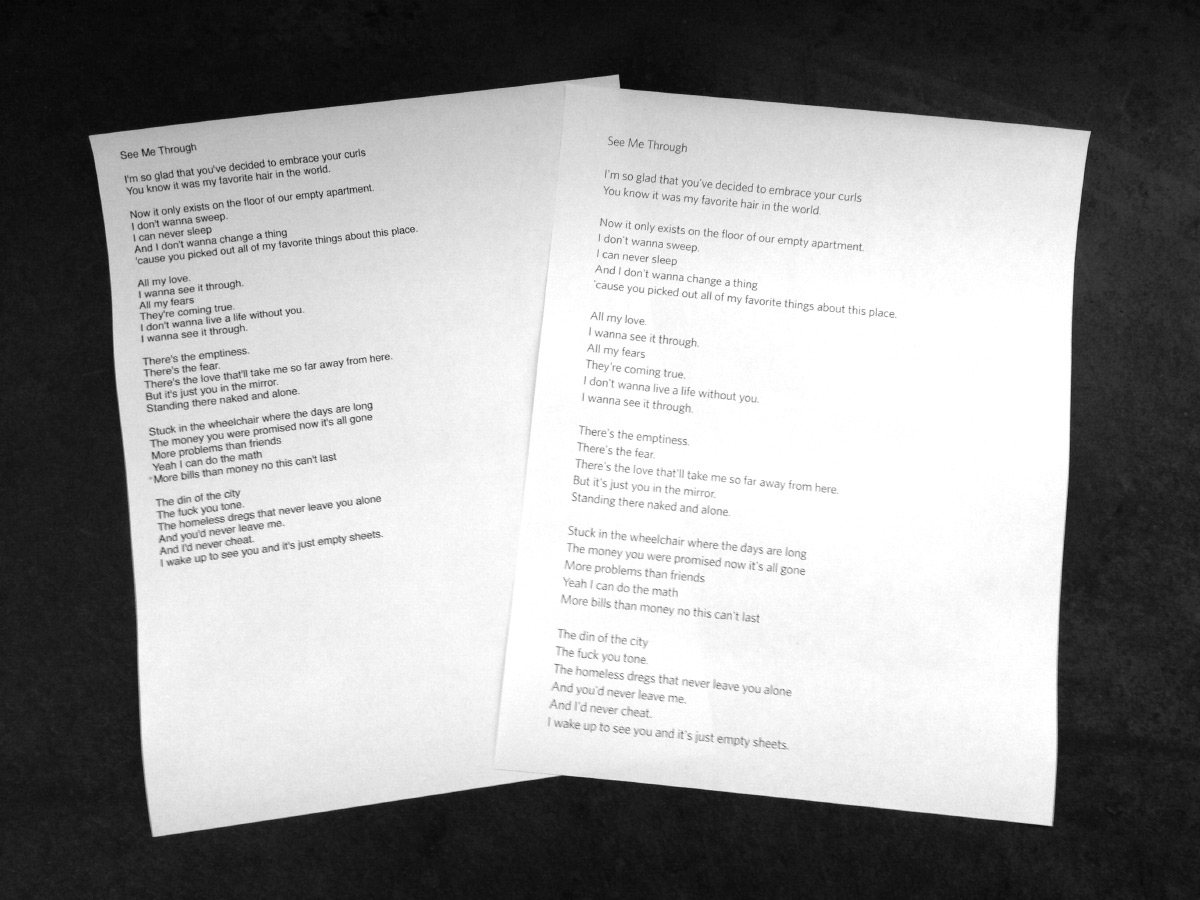 See Me Through
I'm so glad that you've decided to embrace your curls
You know it was my favorite hair in the world.
Now it only exists on the floor of our empty apartment.
I don't wanna sweep.
I can never sleep
And I don't wanna change a thing
'cause you picked out all of my favorite things about this place.
All my love.
I wanna see it through.
All my fears
They're coming true.
I don't wanna live a life without you.
I wanna see it through.
There's the emptiness.
There's the fear.
There's the love that'll take me so far away from here.
But it's just you in the mirror.
Standing there naked and alone.
Stuck in the wheelchair where the days are long
The money you were promised now it's all gone
More problems than friends
Yeah I can do the math
More bills than money no this can't last
The din of the city
The fuck you tone.
The homeless dregs that never leave you alone
And you'd never leave me.
And I'd never cheat.
I wake up to see you and it's just empty sheets.
See Me Through
I'm so glad that you've decided to embrace your curls
You know it was my favorite hair in the world.
Now it only exists on the floor of our empty apartment.
I don't wanna sweep.
I can never sleep
And I don't wanna change a thing
'cause you picked out all of my favorite things about this place.
All my love.
I wanna see it through.
All my fears
They're coming true.
I don't wanna live a life without you.
I wanna see it through.
There's the emptiness.
There's the fear.
There's the love that'll take me so far away from here.
But it's just you in the mirror.
Standing there naked and alone.
Stuck in the wheelchair where the days are long
The money you were promised now it's all gone
More problems than friends
Yeah I can do the math
More bills than money no this can't last
The din of the city
The fuck you tone.
The homeless dregs that never leave you alone
And you'd never leave me.
And I'd never cheat.
I wake up to see you and it's just empty sheets.